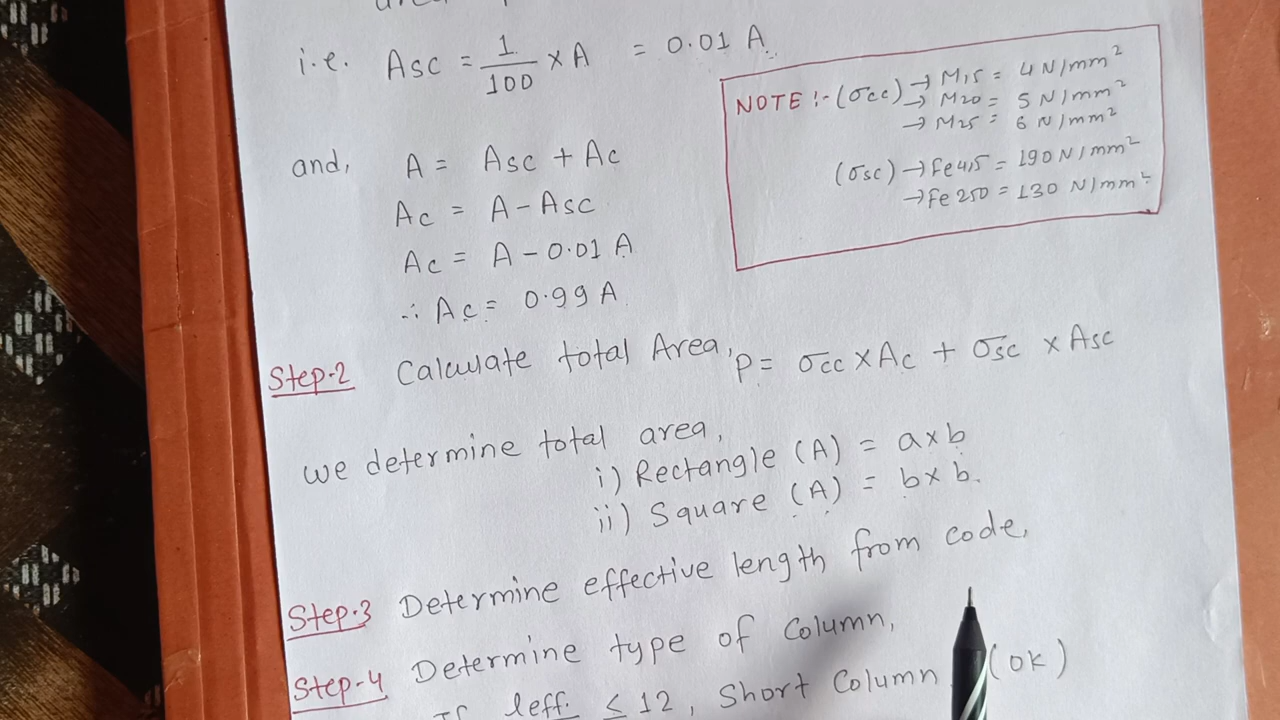 i.e. Asc = 1/100 × A = 0.01 A
NOTE :- (σcc) → M15 = 4 N/mm²
→ M20 = 5 N/mm²
→ M25 = 6 N/mm²
(σsc) → Fe415 = 190 N/mm²
→ Fe 250 = 130 N/mm²
and, A = Asc + Ac
Ac = A - Asc
Ac = A - 0.01 A
∴ Ac = 0.99 A
Step-2 Calculate total Area, P = σcc × Ac + σsc × Asc
we determine total area,
i) Rectangle (A) = a × b
ii) Square (A) = b × b.
Step-3 Determine effective length from code,
Step-4 Determine type of column,
leff. ≤ 12, Short Column (OK)